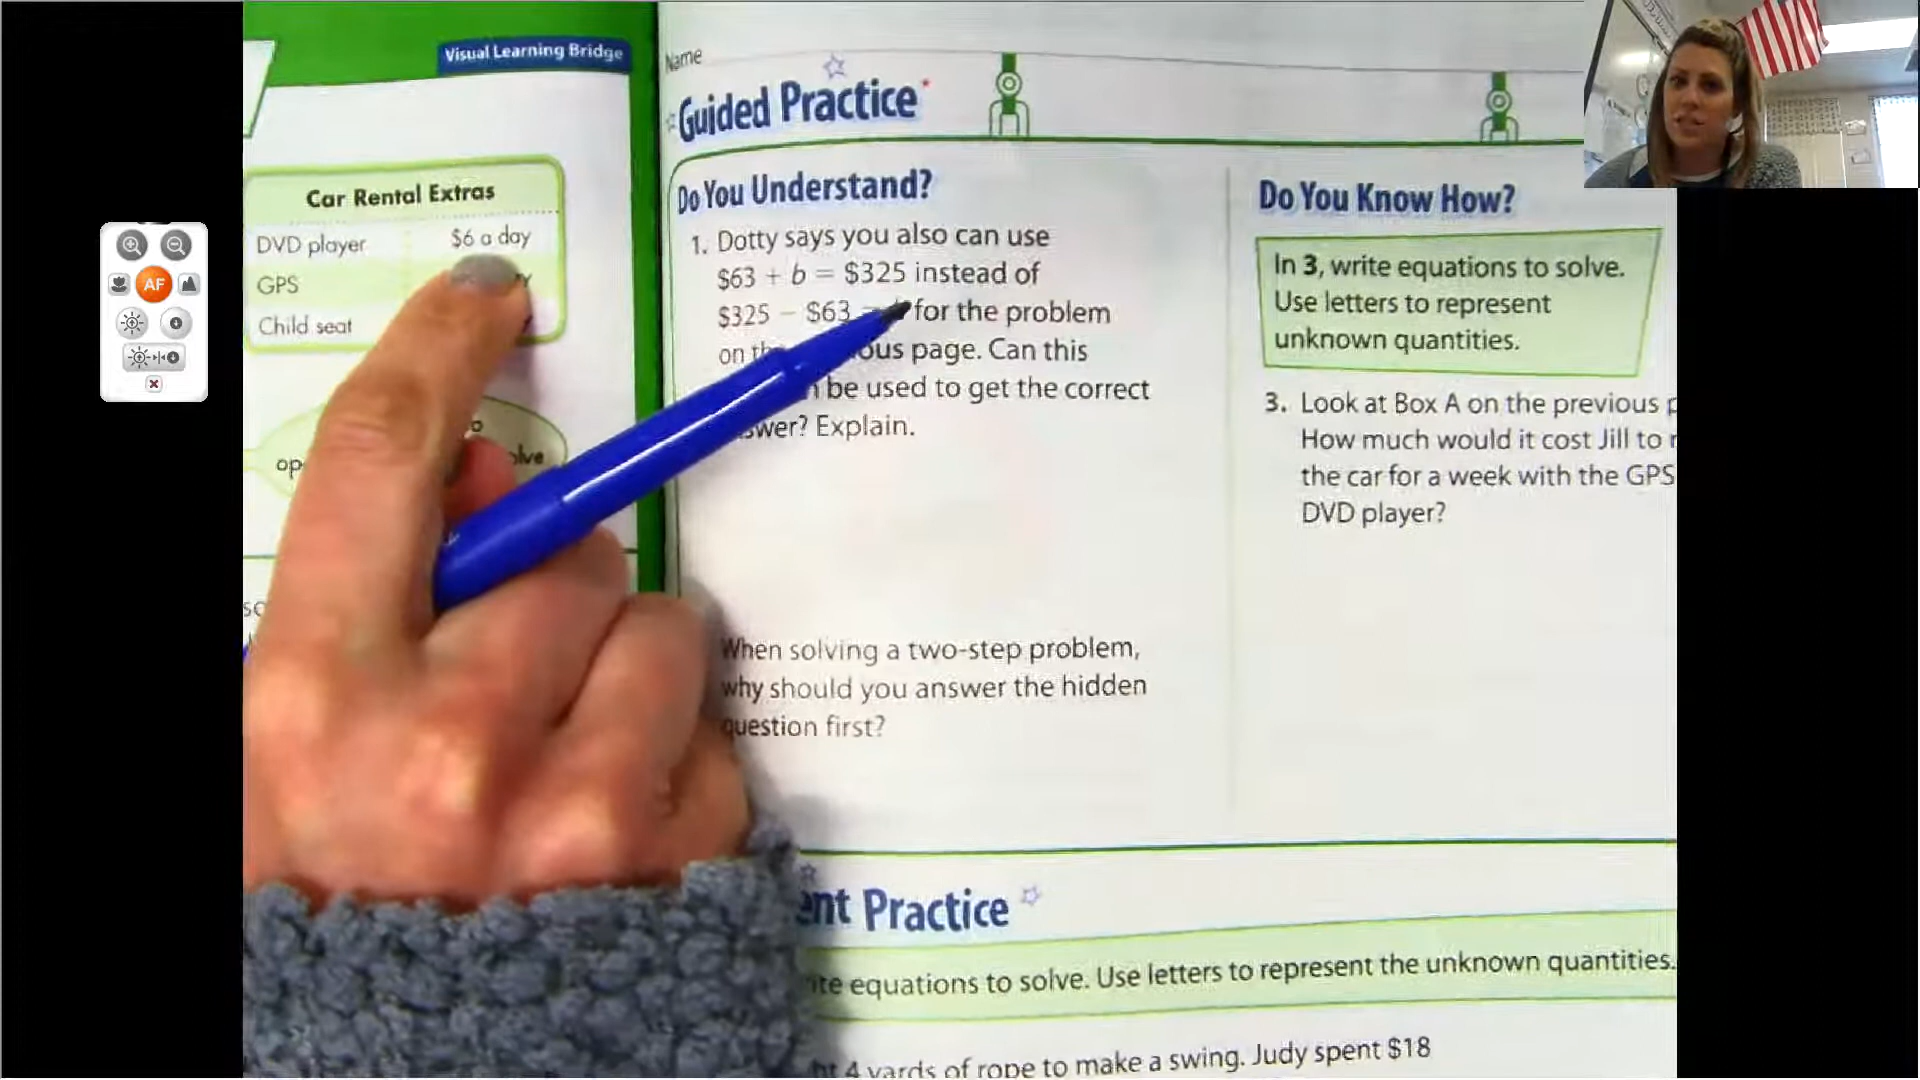 Visual Learning Bridge
Car Rental Extras
DVD player $6 a day
GPS
Child seat
op
olve
Name
Guided Practice
Do You Understand?
1. Dotty says you also can use
$63 + b = $325 instead of
$325 − $63 for the problem
on page. Can this
be used to get the correct
Explain.
When solving a two-step problem,
why should you answer the hidden
question first?
Do You Know How?
In 3, write equations to solve.
Use letters to represent
unknown quantities.
3. Look at Box A on the previous
How much would it cost Jill to
the car for a week with the GPS
DVD player?
Practice
equations to solve. Use letters to represent the unknown quantities.
4 yards of rope to make a swing. Judy spent $18
AF